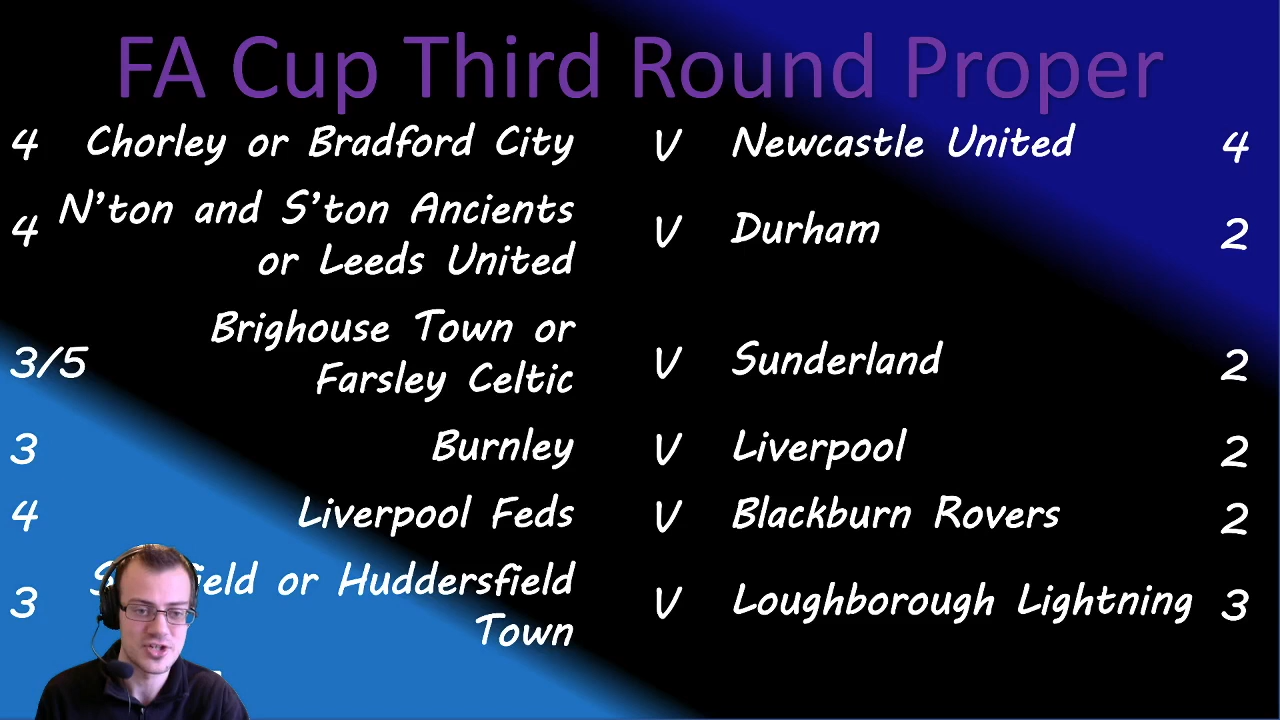 FA Cup Third Round Proper
4 Chorley or Bradford City V Newcastle United 4
4 N'ton and S'ton Ancients or Leeds United V Durham 2
3/5 Brighouse Town or Farsley Celtic V Sunderland 2
3 Burnley V Liverpool 2
4 Liverpool Feds V Blackburn Rovers 2
3 or Huddersfield Town V Loughborough Lightning 3